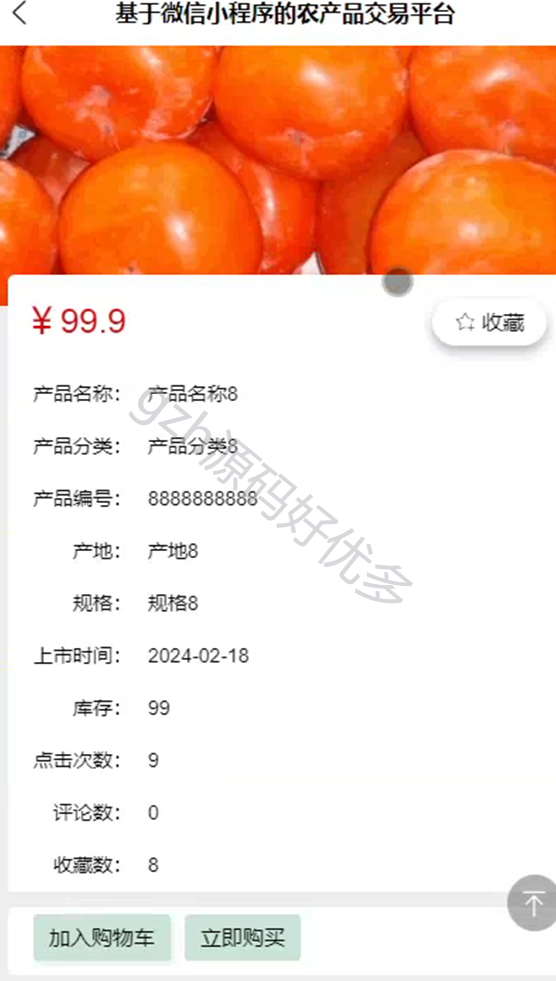 基于微信小程序的农产品交易平台
¥ 99.9
收藏
产品名称: 产品名称8
产品分类: 产品分类8
产品编号: 8888888888
产地: 产地8
规格: 规格8
上市时间: 2024-02-18
库存: 99
点击次数: 9
评论数: 0
收藏数: 8
加入购物车 立即购买
gzh源码好优多